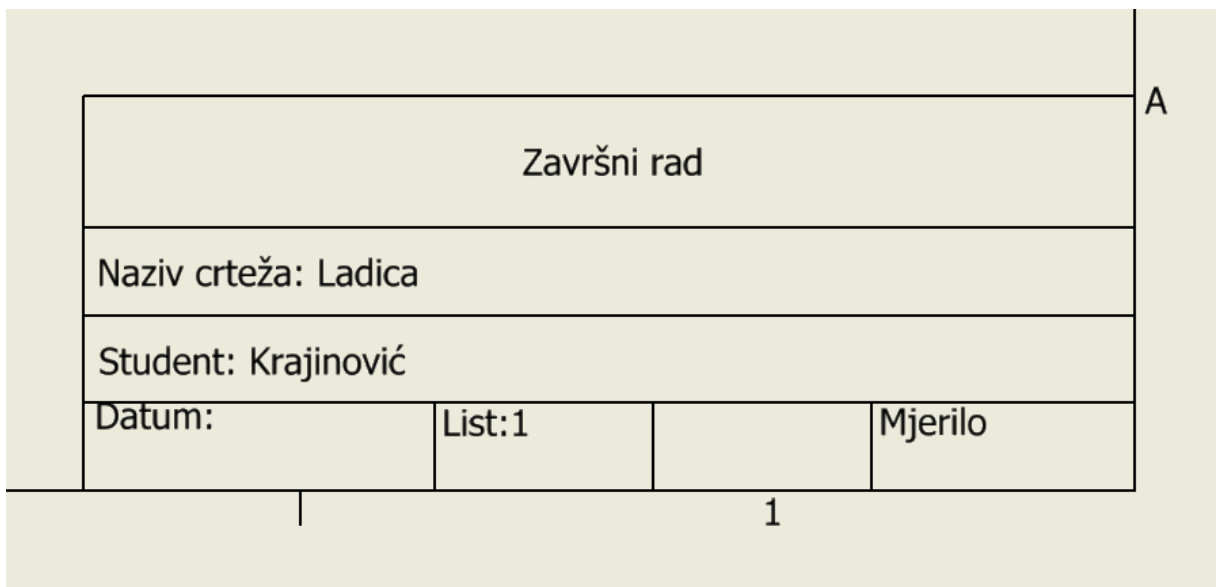 A
Završni rad
Naziv crteža: Ladica
Student: Krajinović
Datum: List:1 Mjerilo
1